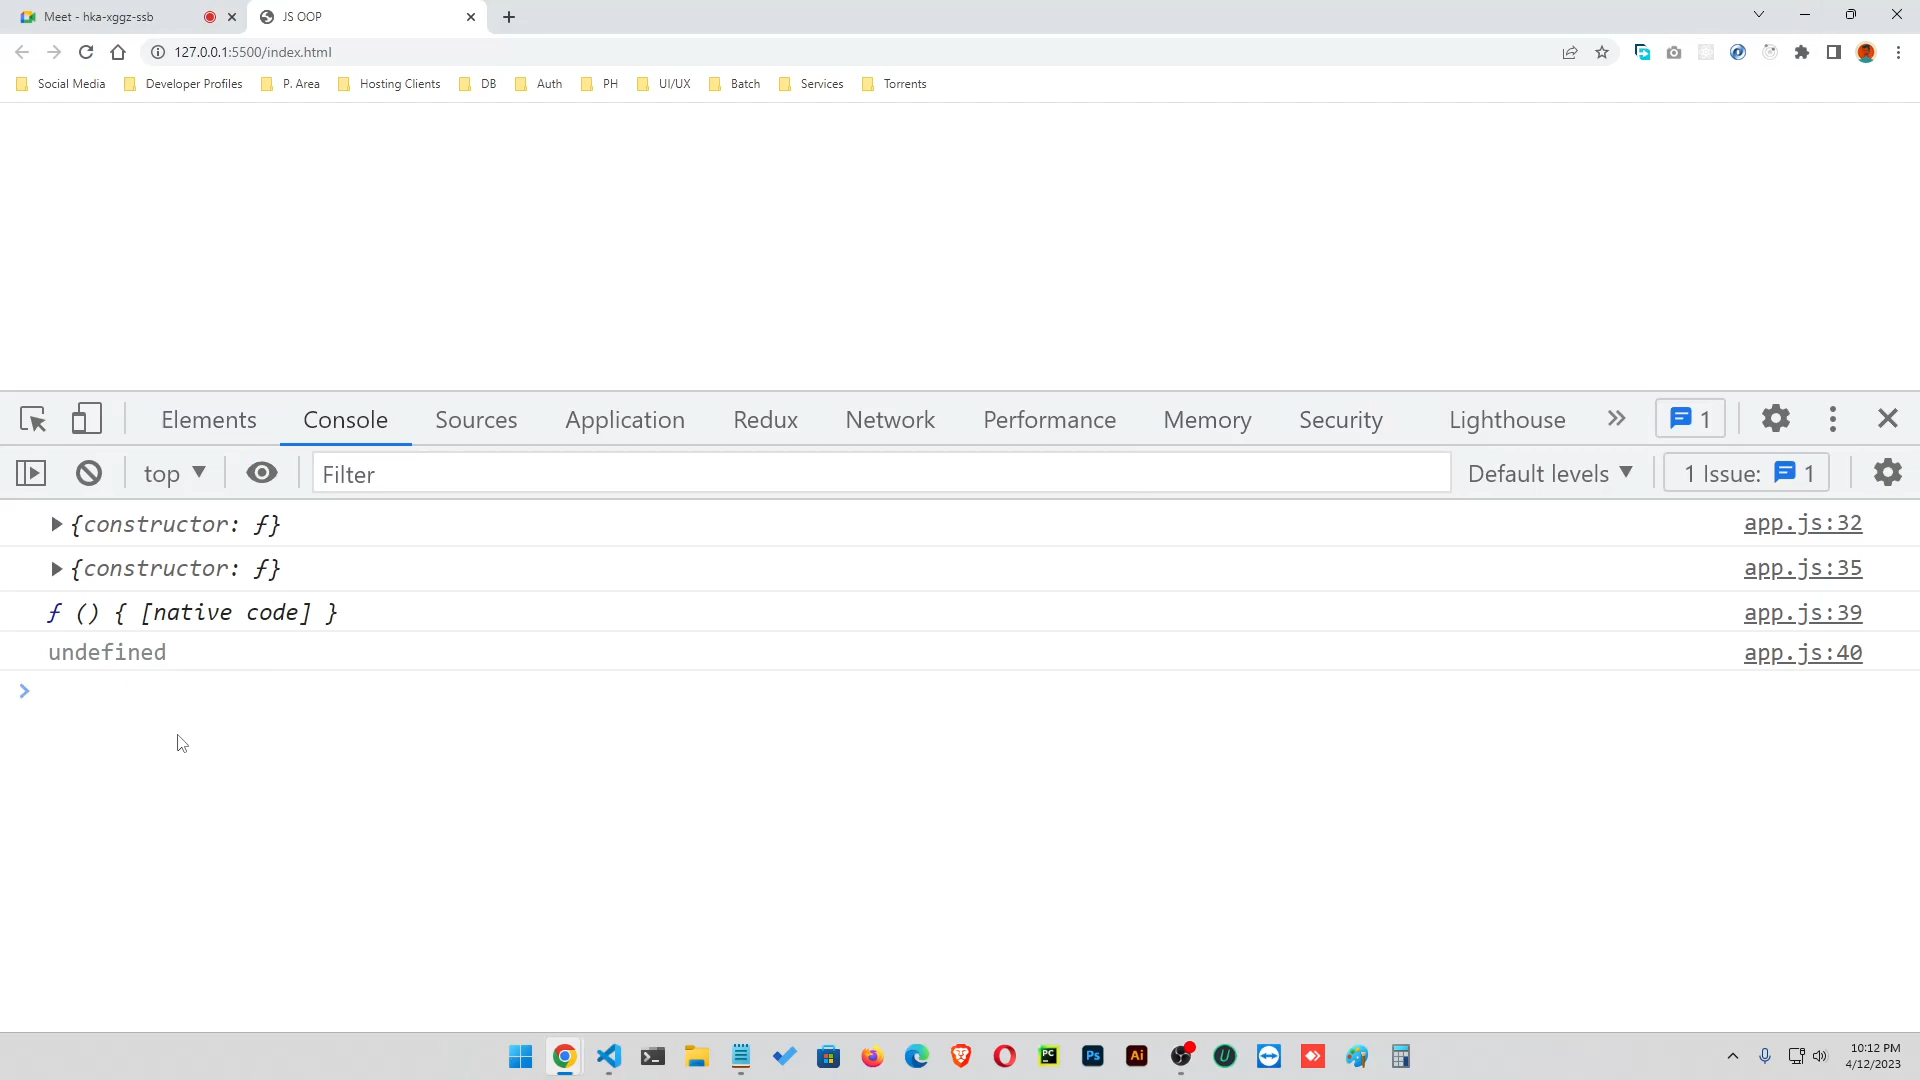 Meet - hka-xggz-ssb
JS OOP
127.0.0.1:5500/index.html
Social Media
Developer Profiles
P. Area
Hosting Clients
DB
Auth
PH
UI/UX
Batch
Services
Torrents
Elements
Console
Sources
Application
Redux
Network
Performance
Memory
Security
Lighthouse
1
top
Filter
Default levels
1 Issue: 1
{constructor: ƒ} app.js:32
{constructor: ƒ} app.js:35
ƒ () { [native code] } app.js:39
undefined app.js:40
PC
Ps
Ai
U
10:12 PM
4/12/2023